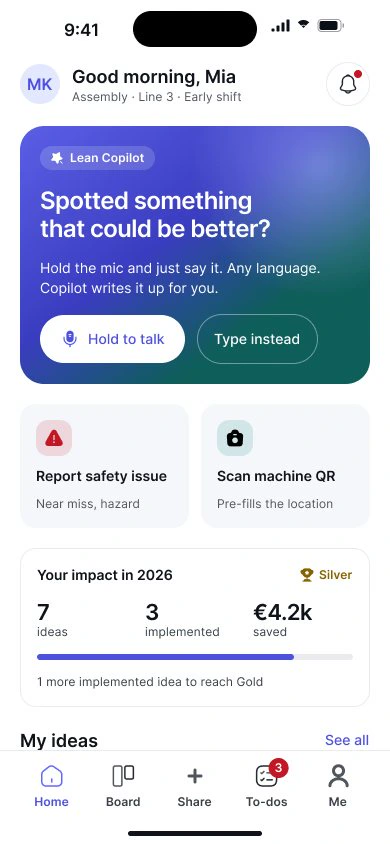 9:41
MK
Good morning, Mia
Assembly · Line 3 · Early shift
Lean Copilot
Spotted something
that could be better?
Hold the mic and just say it. Any language.
Copilot writes it up for you.
Hold to talk
Type instead
Report safety issue
Near miss, hazard
Scan machine QR
Pre-fills the location
Your impact in 2026
Silver
7
ideas
3
implemented
€4.2k
saved
1 more implemented idea to reach Gold
My ideas
See all
3
Home
Board
Share
To-dos
Me